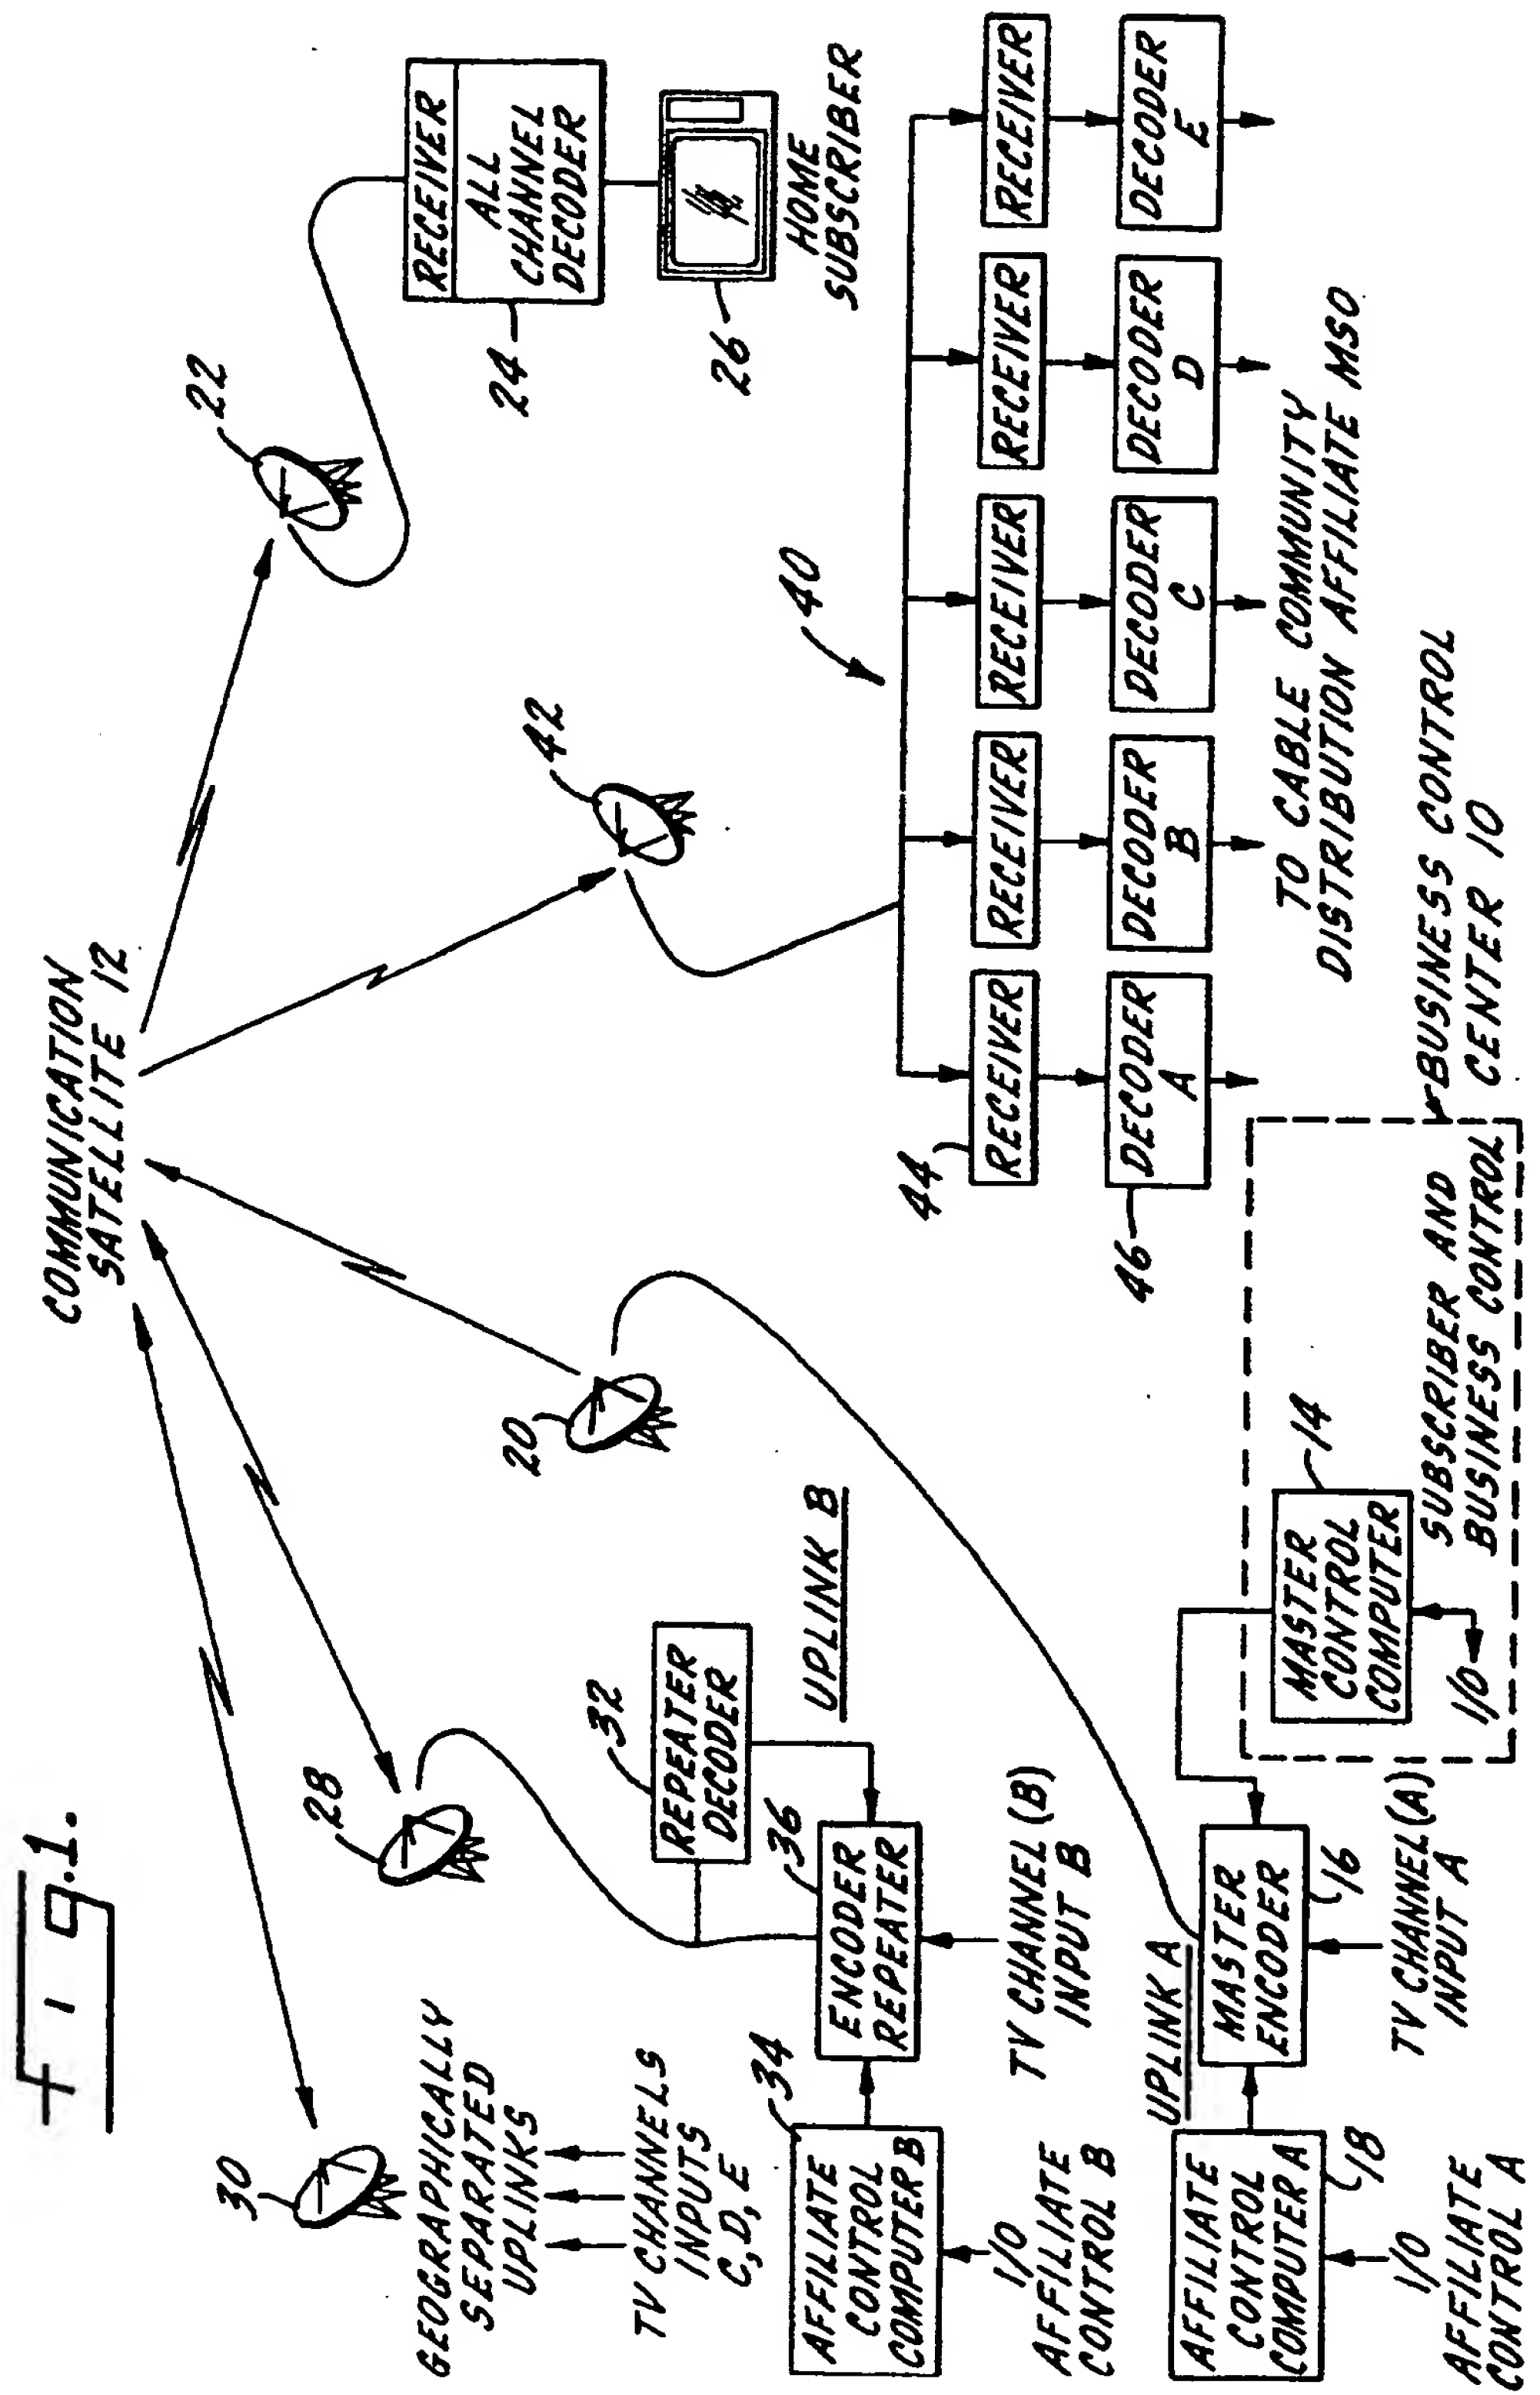 Fig.1.
COMMUNICATION
SATELLITE 12
30
28
20
42
22
GEOGRAPHICALLY
SEPARATED
UPLINKS
TV CHANNELS
INPUTS
C, D, E
32
REPEATER
DECODER
UPLINK B
34
AFFILIATE
CONTROL
COMPUTER B
36
ENCODER
REPEATER
I/O
AFFILIATE
CONTROL B
TV CHANNEL (B)
INPUT B
UPLINK A
AFFILIATE
CONTROL
COMPUTER A
18
MASTER
ENCODER
16
I/O
AFFILIATE
CONTROL A
TV CHANNEL (A)
INPUT A
MASTER
CONTROL
COMPUTER
14
I/O
SUBSCRIBER AND
BUSINESS CONTROL
BUSINESS CONTROL
CENTER 10
RECEIVER
ALL
CHANNEL
DECODER
24
26
HOME
SUBSCRIBER
40
44
RECEIVER
RECEIVER
RECEIVER
RECEIVER
RECEIVER
46
DECODER
A
DECODER
B
DECODER
C
DECODER
D
DECODER
E
TO CABLE COMMUNITY
DISTRIBUTION AFFILIATE MSO